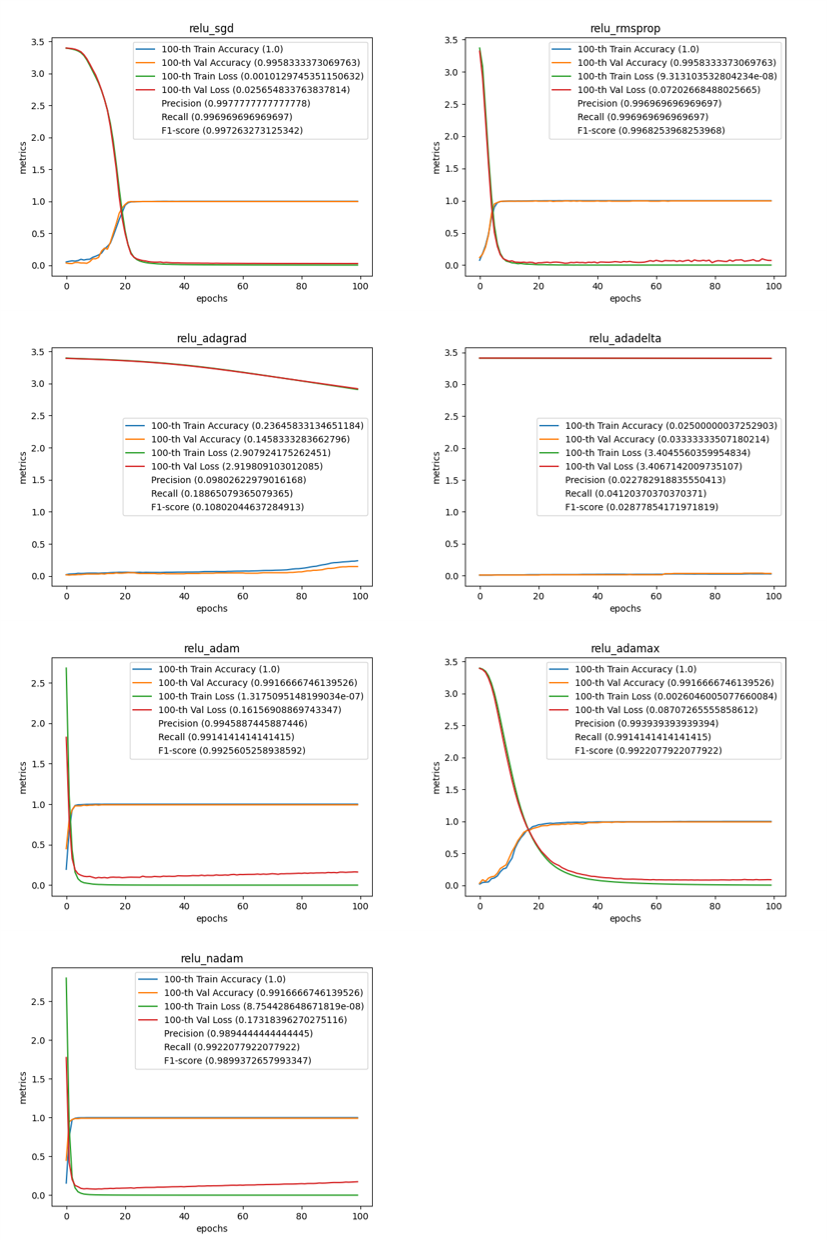 relu_sgd
3.5
3.0
2.5
2.0
1.5
1.0
0.5
0.0
metrics
100-th Train Accuracy (1.0)
100-th Val Accuracy (0.9958333373069763)
100-th Train Loss (0.0010129745351150632)
100-th Val Loss (0.025654833763837814)
Precision (0.9977777777777778)
Recall (0.996969696969697)
F1-score (0.997263273125342)
0 20 40 60 80 100
epochs
relu_rmsprop
3.5
3.0
2.5
2.0
1.5
1.0
0.5
0.0
metrics
100-th Train Accuracy (1.0)
100-th Val Accuracy (0.9958333373069763)
100-th Train Loss (9.313103532804234e-08)
100-th Val Loss (0.07202668488025665)
Precision (0.996969696969697)
Recall (0.996969696969697)
F1-score (0.9968253968253968)
0 20 40 60 80 100
epochs
relu_adagrad
3.5
3.0
2.5
2.0
1.5
1.0
0.5
0.0
metrics
100-th Train Accuracy (0.23645833134651184)
100-th Val Accuracy (0.1458333283662796)
100-th Train Loss (2.907924175262451)
100-th Val Loss (2.919809103012085)
Precision (0.09802622979016168)
Recall (0.18865079365079365)
F1-score (0.10802044637284913)
0 20 40 60 80 100
epochs
relu_adadelta
3.5
3.0
2.5
2.0
1.5
1.0
0.5
0.0
metrics
100-th Train Accuracy (0.02500000037252903)
100-th Val Accuracy (0.03333333507180214)
100-th Train Loss (3.4045560359954834)
100-th Val Loss (3.4067142009735107)
Precision (0.022782918835550413)
Recall (0.04120370370370371)
F1-score (0.02877854171971819)
0 20 40 60 80 100
epochs
relu_adam
2.5
2.0
1.5
1.0
0.5
0.0
metrics
100-th Train Accuracy (1.0)
100-th Val Accuracy (0.9916666746139526)
100-th Train Loss (1.3175095148199034e-07)
100-th Val Loss (0.16156908869743347)
Precision (0.9945887445887446)
Recall (0.9914141414141415)
F1-score (0.9925605258938592)
0 20 40 60 80 100
epochs
relu_adamax
3.5
3.0
2.5
2.0
1.5
1.0
0.5
0.0
metrics
100-th Train Accuracy (1.0)
100-th Val Accuracy (0.9916666746139526)
100-th Train Loss (0.0026046005077660084)
100-th Val Loss (0.08707265555858612)
Precision (0.993939393939394)
Recall (0.9914141414141415)
F1-score (0.9922077922077922)
0 20 40 60 80 100
epochs
relu_nadam
2.5
2.0
1.5
1.0
0.5
0.0
metrics
100-th Train Accuracy (1.0)
100-th Val Accuracy (0.9916666746139526)
100-th Train Loss (8.754428648671819e-08)
100-th Val Loss (0.17318396270275116)
Precision (0.9894444444444445)
Recall (0.9922077922077922)
F1-score (0.9899372657993347)
0 20 40 60 80 100
epochs